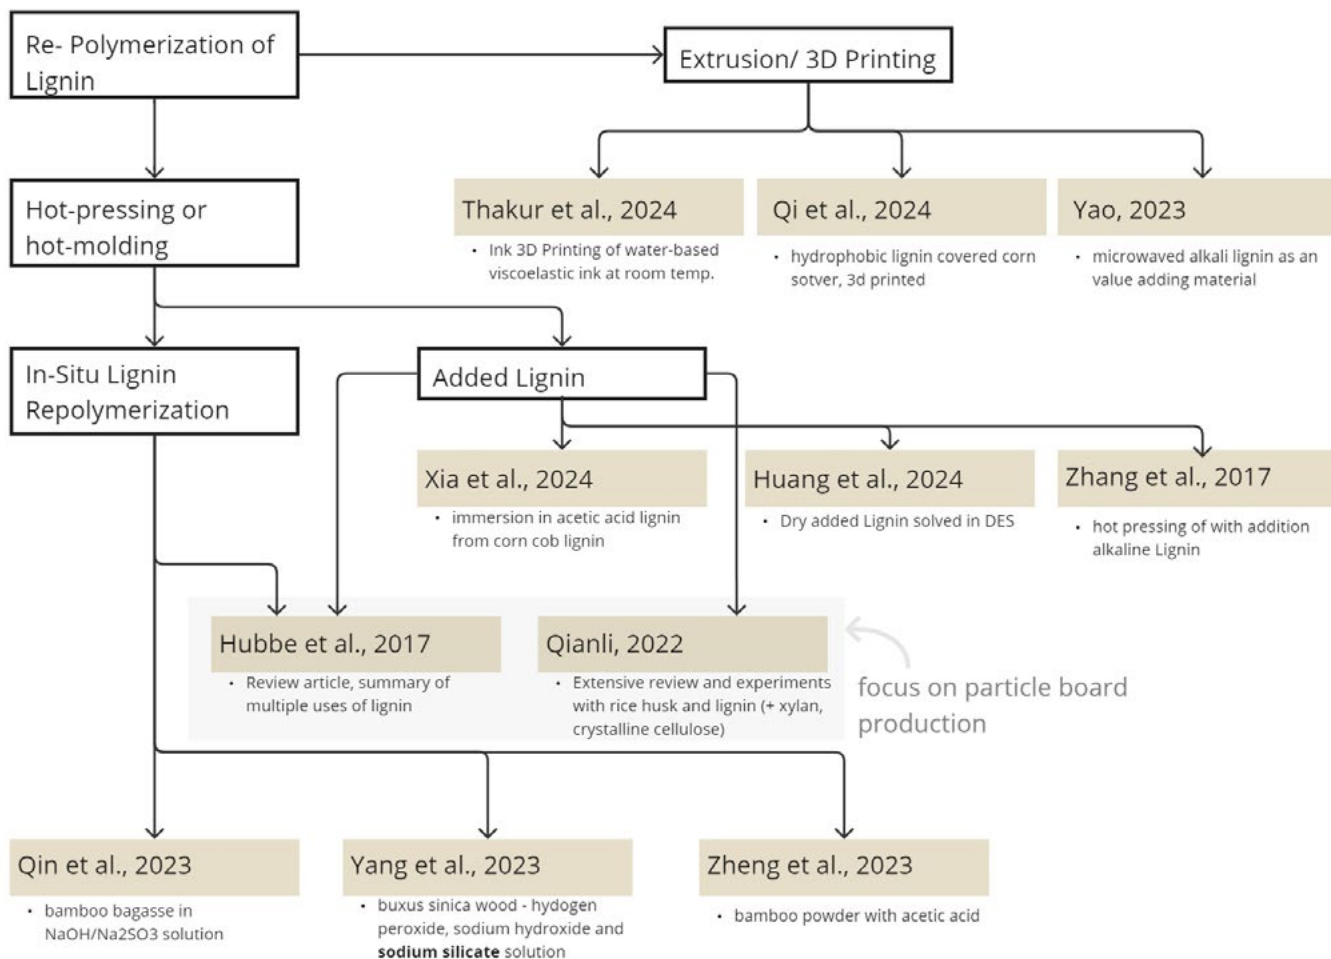 Re- Polymerization of
Lignin
Extrusion/ 3D Printing
Hot-pressing or
hot-molding
Thakur et al., 2024
• Ink 3D Printing of water-based
viscoelastic ink at room temp.
Qi et al., 2024
• hydrophobic lignin covered corn
sotver, 3d printed
Yao, 2023
• microwaved alkali lignin as an
value adding material
In-Situ Lignin
Repolymerization
Added Lignin
Xia et al., 2024
• immersion in acetic acid lignin
from corn cob lignin
Huang et al., 2024
• Dry added Lignin solved in DES
Zhang et al., 2017
• hot pressing of with addition
alkaline Lignin
Hubbe et al., 2017
• Review article, summary of
multiple uses of lignin
Qianli, 2022
• Extensive review and experiments
with rice husk and lignin (+ xylan,
crystalline cellulose)
focus on particle board
production
Qin et al., 2023
• bamboo bagasse in
NaOH/Na2SO3 solution
Yang et al., 2023
• buxus sinica wood - hydogen
peroxide, sodium hydroxide and
sodium silicate solution
Zheng et al., 2023
• bamboo powder with acetic acid